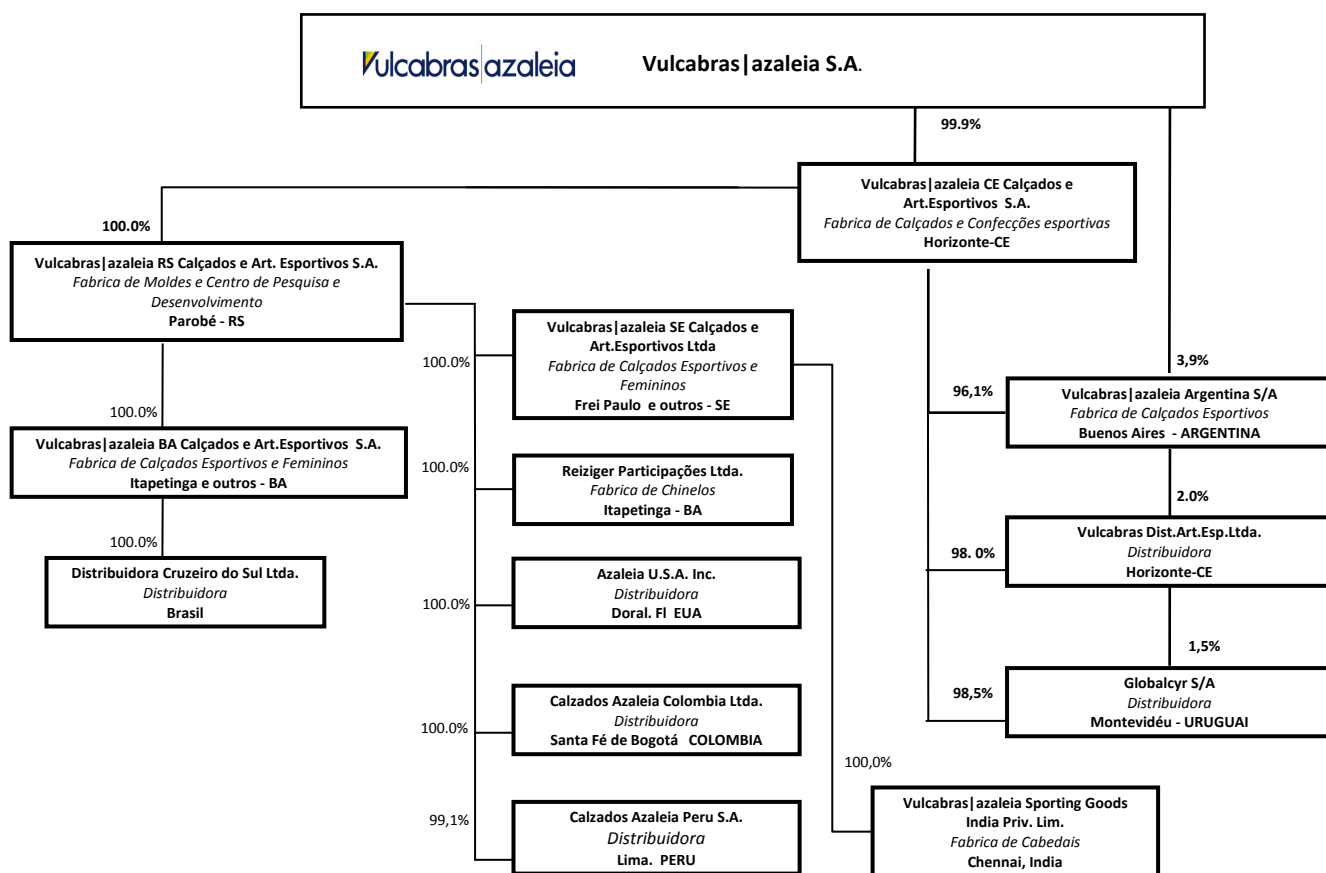 Vulcabras|azaleia
Vulcabras|azaleia S.A.
99.9%
Vulcabras|azaleia CE Calçados e
Art.Esportivos S.A.
Fabrica de Calçados e Confecções esportivas
Horizonte-CE
100.0%
Vulcabras|azaleia RS Calçados e Art. Esportivos S.A.
Fabrica de Moldes e Centro de Pesquisa e
Desenvolvimento
Parobé - RS
100.0%
Vulcabras|azaleia BA Calçados e Art.Esportivos S.A.
Fabrica de Calçados Esportivos e Femininos
Itapetinga e outros - BA
100.0%
Distribuidora Cruzeiro do Sul Ltda.
Distribuidora
Brasil
100.0%
Vulcabras|azaleia SE Calçados e
Art.Esportivos Ltda
Fabrica de Calçados Esportivos e
Femininos
Frei Paulo e outros - SE
100.0%
Reiziger Participações Ltda.
Fabrica de Chinelos
Itapetinga - BA
100.0%
Azaleia U.S.A. Inc.
Distribuidora
Doral. Fl EUA
100.0%
Calzados Azaleia Colombia Ltda.
Distribuidora
Santa Fé de Bogotá COLOMBIA
99,1%
Calzados Azaleia Peru S.A.
Distribuidora
Lima. PERU
3,9%
96,1%
Vulcabras|azaleia Argentina S/A
Fabrica de Calçados Esportivos
Buenos Aires - ARGENTINA
2.0%
98. 0%
Vulcabras Dist.Art.Esp.Ltda.
Distribuidora
Horizonte-CE
1,5%
98,5%
Globalcyr S/A
Distribuidora
Montevidéu - URUGUAI
100,0%
Vulcabras|azaleia Sporting Goods
India Priv. Lim.
Fabrica de Cabedais
Chennai, India